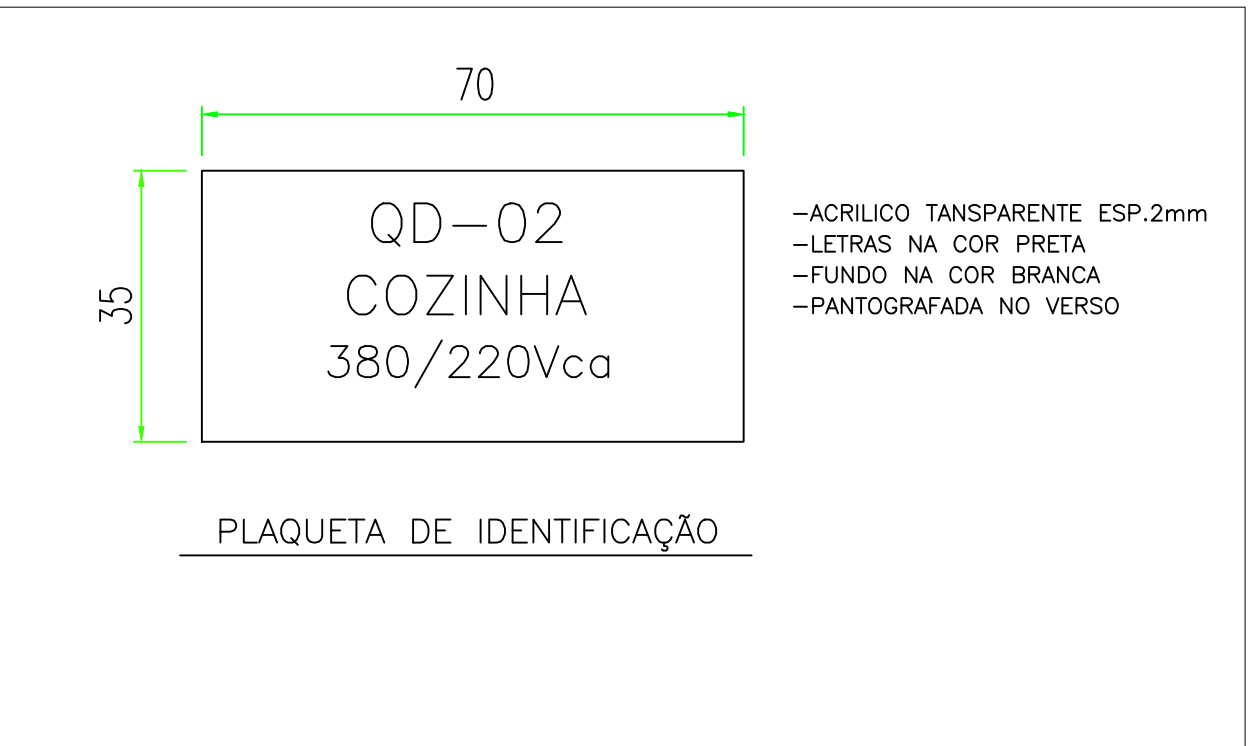 70
35
QD-02
COZINHA
380/220Vca
-ACRILICO TANSPARENTE ESP.2mm
-LETRAS NA COR PRETA
-FUNDO NA COR BRANCA
-PANTOGRAFADA NO VERSO
PLAQUETA DE IDENTIFICAÇÃO